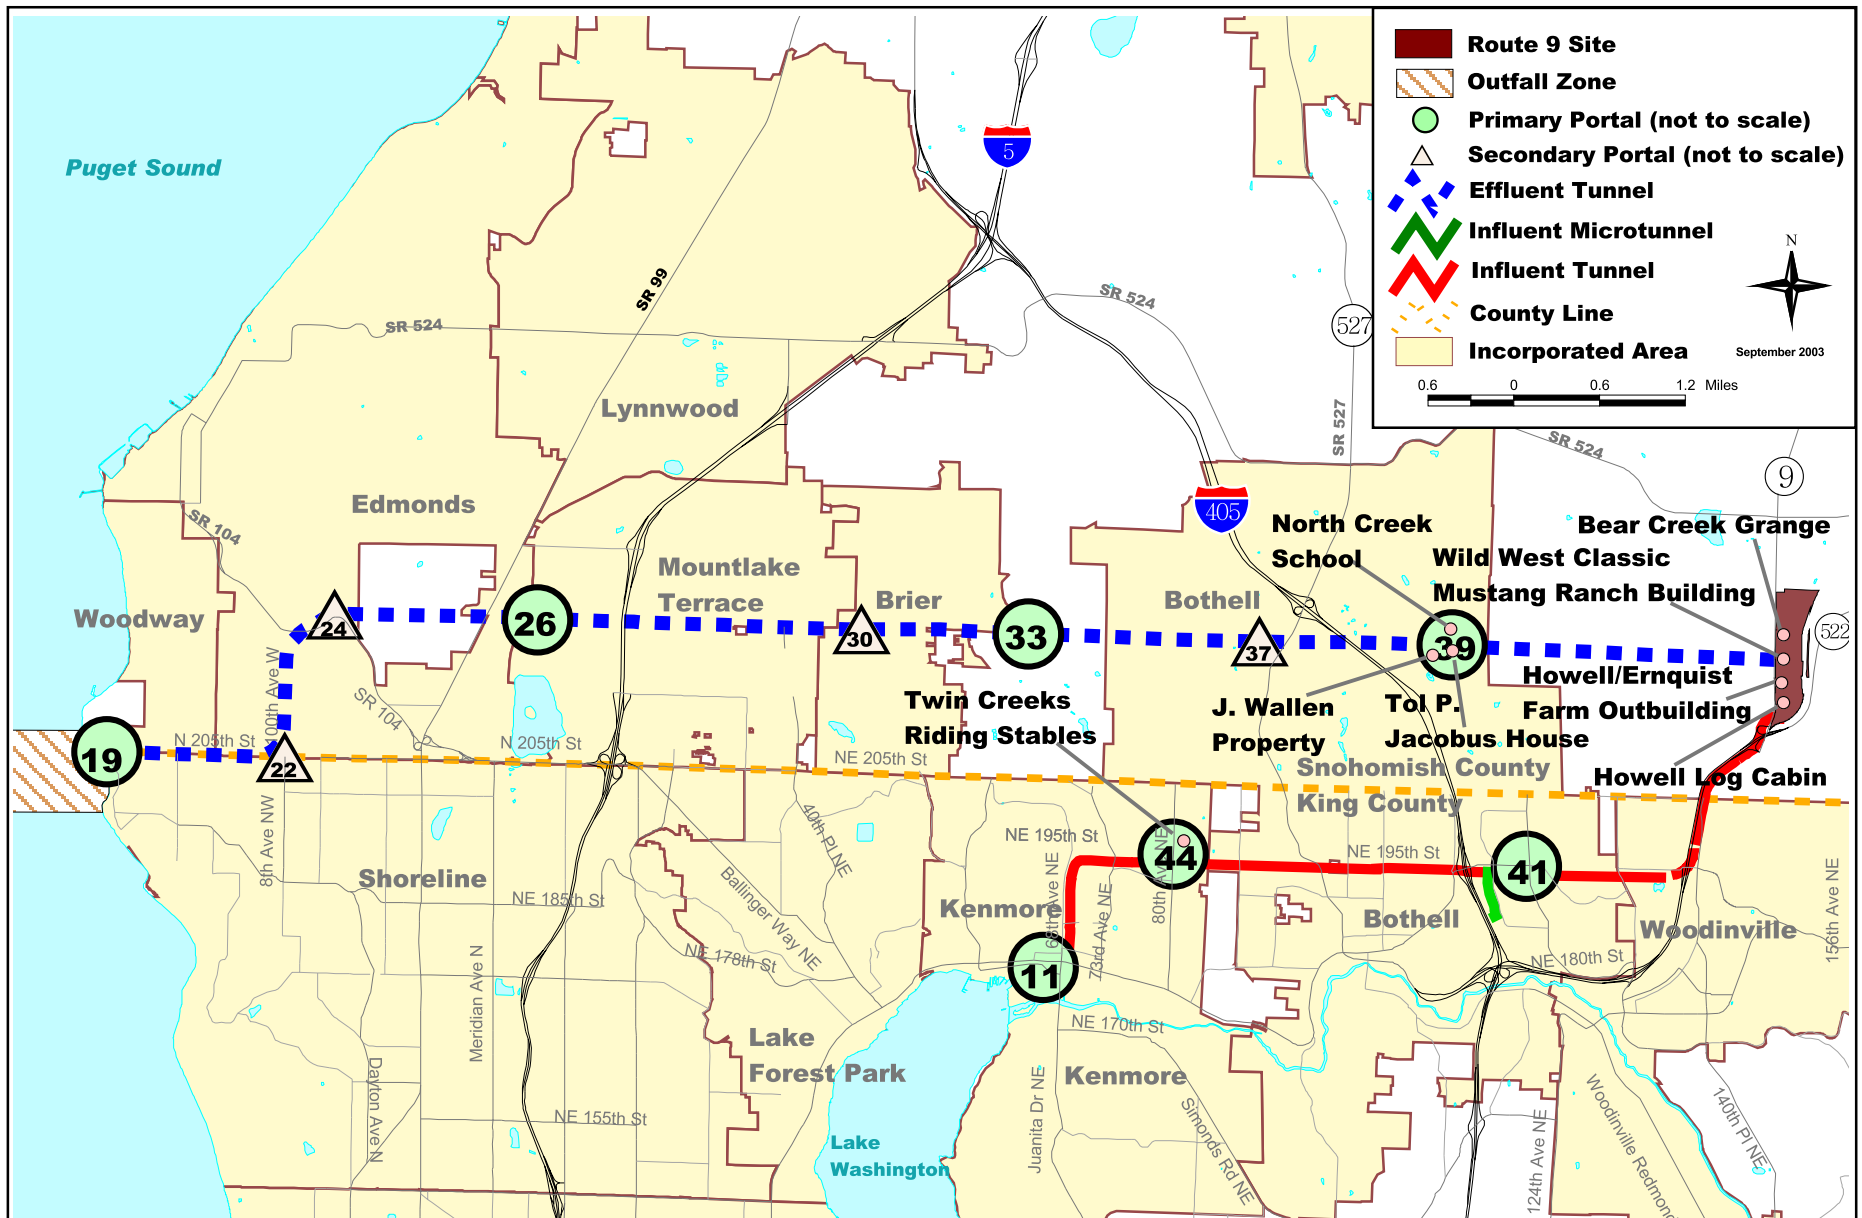 Route 9 Site
Outfall Zone
Primary Portal (not to scale)
Secondary Portal (not to scale)
Effluent Tunnel
Influent Microtunnel
Influent Tunnel
County Line
Incorporated Area
N
September 2003
0.6 0 0.6 1.2 Miles
Puget Sound
5
SR 99
SR 524
SR 524
527
SR 527
SR 524
9
Lynnwood
Edmonds
SR 104
405
North Creek
School
Bear Creek Grange
Wild West Classic
Mustang Ranch Building
Mountlake
Terrace
Brier
Bothell
Woodway
24
26
30
33
37
39
522
100th Ave W
SR 104
Howell/Ernquist
Farm Outbuilding
Twin Creeks
Riding Stables
J. Wallen
Property
Tol P.
Jacobus House
19
N 205th St
22
N 205th St
NE 205th St
Snohomish County
King County
Howell Log Cabin
8th Ave NW
40th Pl NE
NE 195th St
44
NE 195th St
41
Shoreline
NE 185th St
Ballinger Way NE
Kenmore
68th Ave NE
73rd Ave NE
80th Ave NE
Bothell
Woodinville
156th Ave NE
NE 178th St
11
NE 180th St
Meridian Ave N
Lake
Forest Park
NE 170th St
Kenmore
Dayton Ave N
NE 155th St
Lake
Washington
Juanita Dr NE
Simonds Rd NE
124th Ave NE
Woodinville Redmond
140th Pl NE